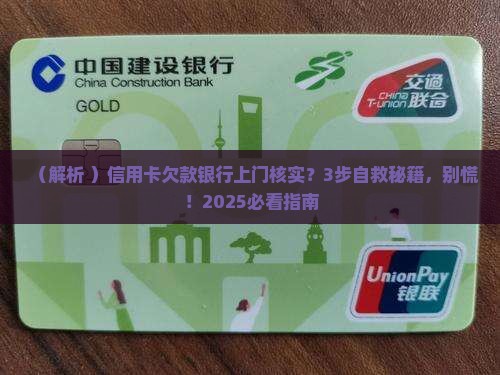 中国建设银行
China Construction Bank
GOLD
交通
联合
CHINA
T-UNION
（解析 ）信用卡欠款银行上门核实？3步自救秘籍，别慌
！2025必看指南
UnionPay
银联